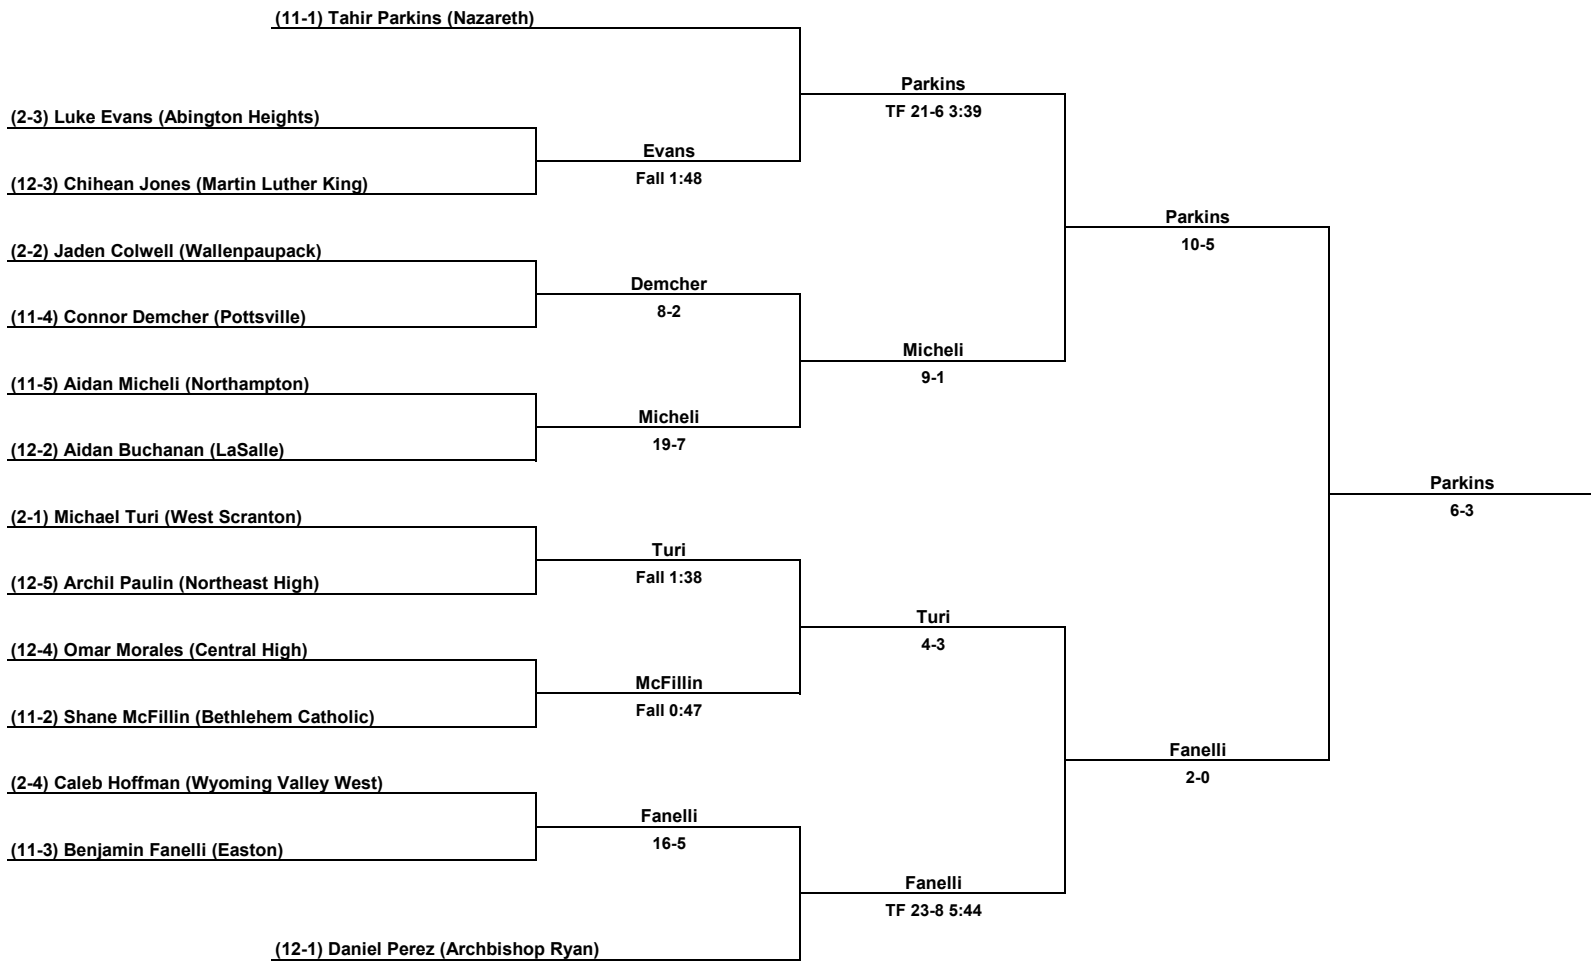 (11-1) Tahir Parkins (Nazareth)
Parkins
TF 21-6 3:39
(2-3) Luke Evans (Abington Heights)
Evans
Fall 1:48
(12-3) Chihean Jones (Martin Luther King)
Parkins
10-5
(2-2) Jaden Colwell (Wallenpaupack)
Demcher
8-2
(11-4) Connor Demcher (Pottsville)
Micheli
9-1
(11-5) Aidan Micheli (Northampton)
Micheli
19-7
(12-2) Aidan Buchanan (LaSalle)
Parkins
6-3
(2-1) Michael Turi (West Scranton)
Turi
Fall 1:38
(12-5) Archil Paulin (Northeast High)
Turi
4-3
(12-4) Omar Morales (Central High)
McFillin
Fall 0:47
(11-2) Shane McFillin (Bethlehem Catholic)
Fanelli
2-0
(2-4) Caleb Hoffman (Wyoming Valley West)
Fanelli
16-5
(11-3) Benjamin Fanelli (Easton)
Fanelli
TF 23-8 5:44
(12-1) Daniel Perez (Archbishop Ryan)